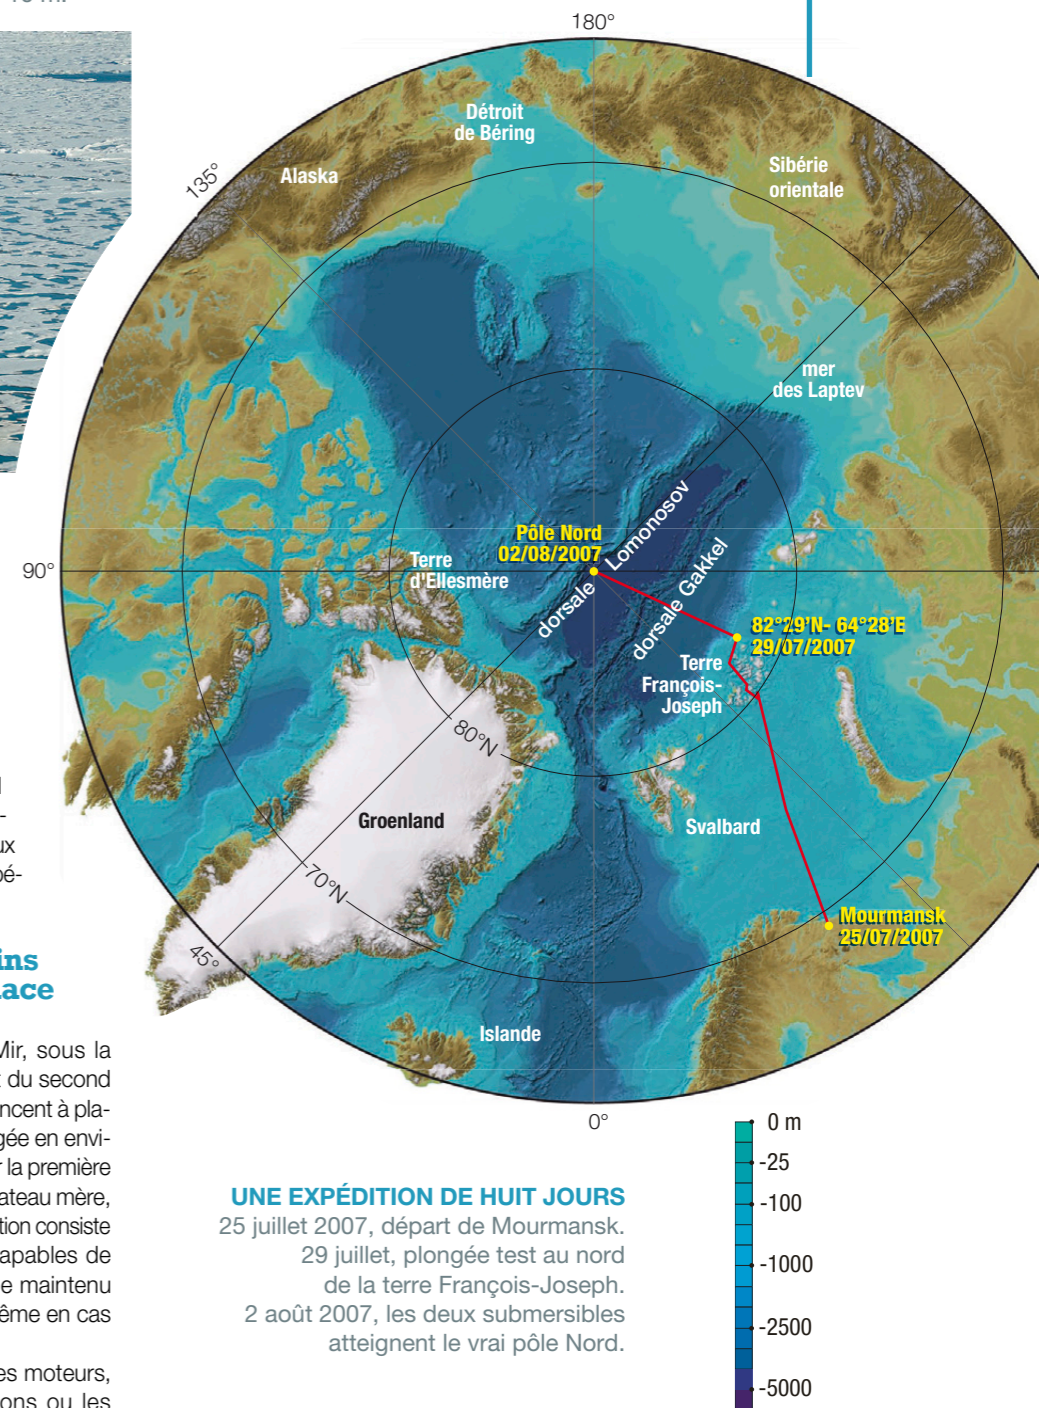 180°
Détroit
de Béring
Alaska
135°
Sibérie
orientale
mer
des Laptev
Pôle Nord
02/08/2007
dorsale Lomonosov
dorsale Gakkel
90°
Terre
d'Ellesmère
82°29'N- 64°28'E
29/07/2007
Terre
François-
Joseph
80°N
Groenland
Svalbard
70°N
45°
Mourmansk
25/07/2007
Islande
0°
ins
lace
Mir, sous la
t du second
ncent à pla-
gée en envi-
r la première
ateau mère,
tion consiste
apables de
e maintenu
ême en cas
es moteurs,
ons ou les
UNE EXPÉDITION DE HUIT JOURS
25 juillet 2007, départ de Mourmansk.
29 juillet, plongée test au nord
de la terre François-Joseph.
2 août 2007, les deux submersibles
atteignent le vrai pôle Nord.
0 m
-25
-100
-1000
-2500
-5000